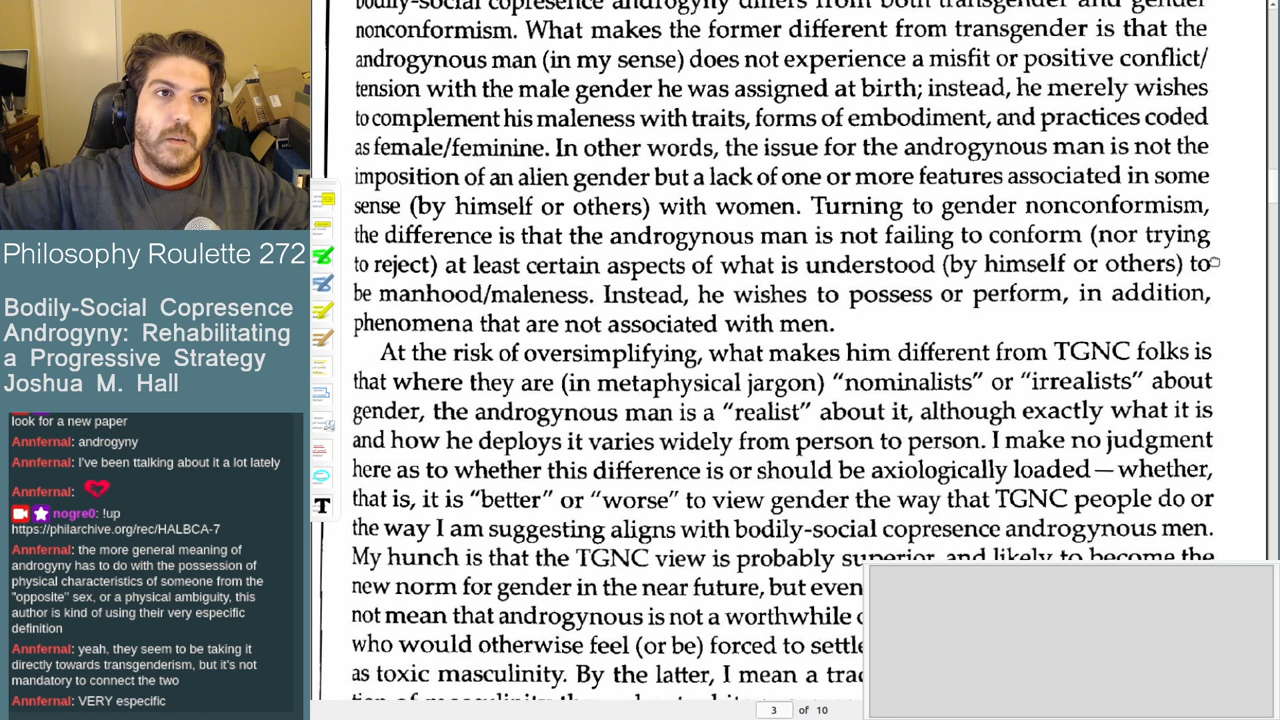 Philosophy Roulette 272
Bodily-Social Copresence
Androgyny: Rehabilitating
a Progressive Strategy
Joshua M. Hall
look for a new paper
Annfernal: androgyny
Annfernal: I've been ttalking about it a lot lately
Annfernal:
nogre0: !up
https://philarchive.org/rec/HALBCA-7
Annfernal: the more general meaning of
androgyny has to do with the possession of
physical characteristics of someone from the
"opposite" sex, or a physical ambiguity, this
author is kind of using their very especific
definition
Annfernal: yeah, they seem to be taking it
directly towards transgenderism, but it's not
mandatory to connect the two
Annfernal: VERY especific
T
bodily-social copresence androgyny differs from both transgender and gender
nonconformism. What makes the former different from transgender is that the
androgynous man (in my sense) does not experience a misfit or positive conflict/
tension with the male gender he was assigned at birth; instead, he merely wishes
to complement his maleness with traits, forms of embodiment, and practices coded
as female/feminine. In other words, the issue for the androgynous man is not the
imposition of an alien gender but a lack of one or more features associated in some
sense (by himself or others) with women. Turning to gender nonconformism,
the difference is that the androgynous man is not failing to conform (nor trying
to reject) at least certain aspects of what is understood (by himself or others) to
be manhood/maleness. Instead, he wishes to possess or perform, in addition,
phenomena that are not associated with men.
At the risk of oversimplifying, what makes him different from TGNC folks is
that where they are (in metaphysical jargon) "nominalists" or "irrealists" about
gender, the androgynous man is a "realist" about it, although exactly what it is
and how he deploys it varies widely from person to person. I make no judgment
here as to whether this difference is or should be axiologically loaded—whether,
that is, it is "better" or "worse" to view gender the way that TGNC people do or
the way I am suggesting aligns with bodily-social copresence androgynous men.
My hunch is that the TGNC view is probably superior, and likely to become the
new norm for gender in the near future, but even
not mean that androgynous is not a worthwhile
who would otherwise feel (or be) forced to settle
as toxic masculinity. By the latter, I mean a
3 of 10